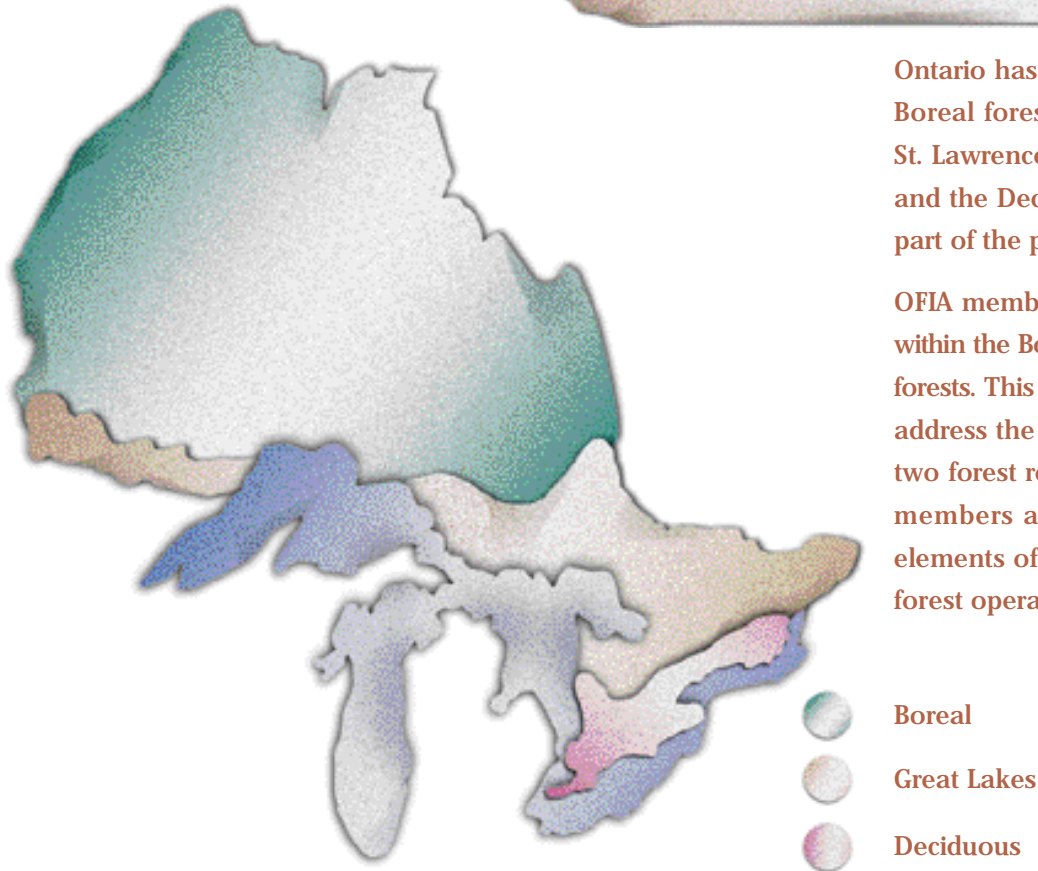 Ontario has
Boreal fores
St. Lawrence
and the Dec
part of the p
OFIA memb
within the Bo
forests. This
address the
two forest re
members a
elements of
forest opera
Boreal
Great Lakes
Deciduous